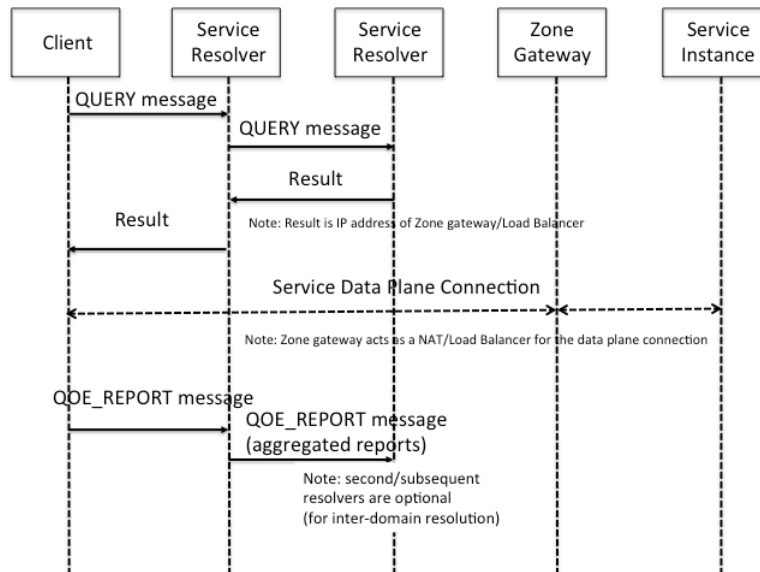 Client
Service
Resolver
Service
Resolver
Zone
Gateway
Service
Instance
QUERY message
QUERY message
Result
Result
Note: Result is IP address of Zone gateway/Load Balancer
Service Data Plane Connection
Note: Zone gateway acts as a NAT/Load Balancer for the data plane connection
QOE_REPORT message
QOE_REPORT message
(aggregated reports)
Note: second/subsequent
resolvers are optional
(for inter-domain resolution)